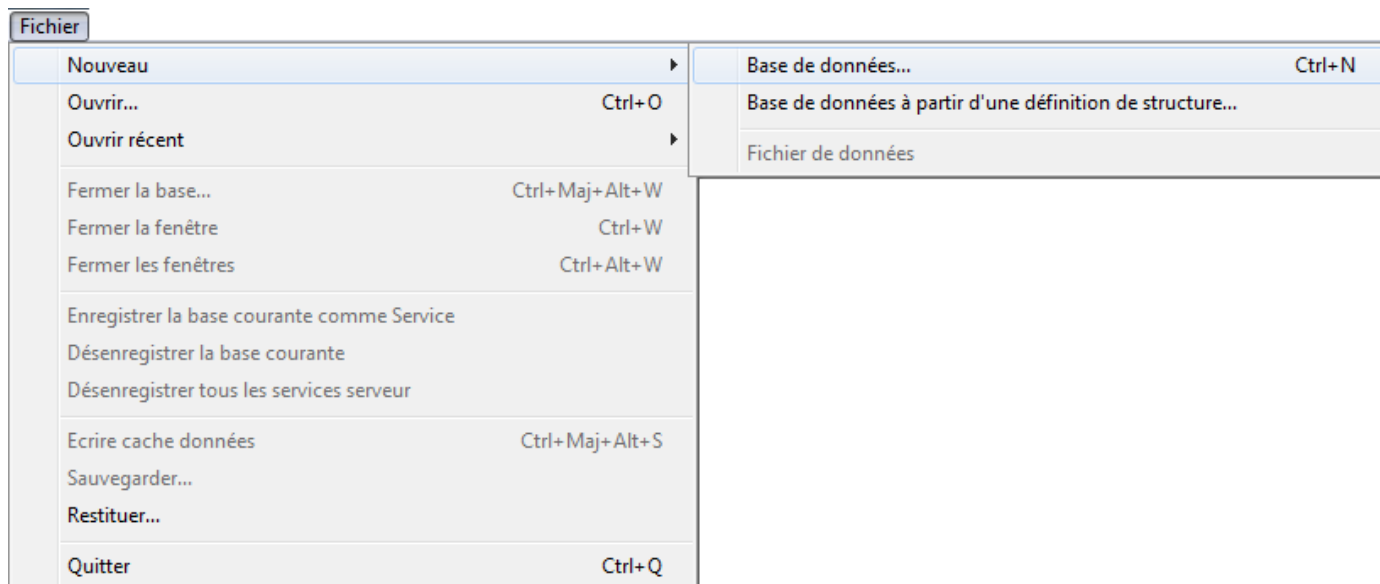 Fichier
Nouveau
Base de données... Ctrl+N
Ouvrir... Ctrl+O
Base de données à partir d'une définition de structure...
Ouvrir récent
Fichier de données
Fermer la base... Ctrl+Maj+Alt+W
Fermer la fenêtre Ctrl+W
Fermer les fenêtres Ctrl+Alt+W
Enregistrer la base courante comme Service
Désenregistrer la base courante
Désenregistrer tous les services serveur
Ecrire cache données Ctrl+Maj+Alt+S
Sauvegarder...
Restituer...
Quitter Ctrl+Q